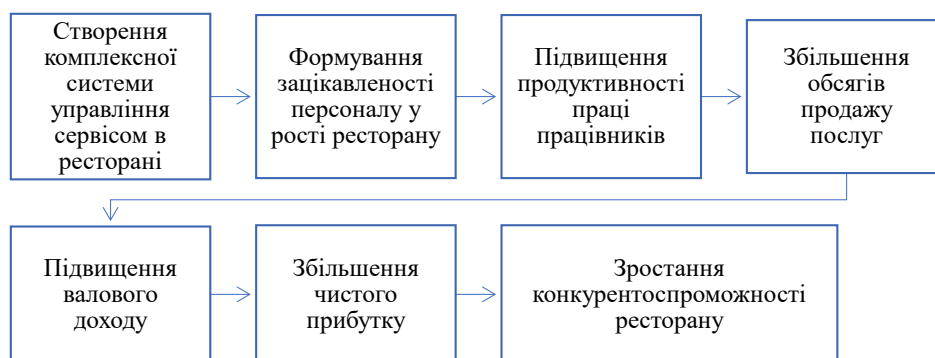 Створення
комплексної
системи
управління
сервісом в
ресторані
Формування
зацікавленості
персоналу у
рості ресторану
Підвищення
продуктивності
праці
працівників
Збільшення
обсягів
продажу
послуг
Підвищення
валового
доходу
Збільшення
чистого
прибутку
Зростання
конкурентоспроможності
ресторану